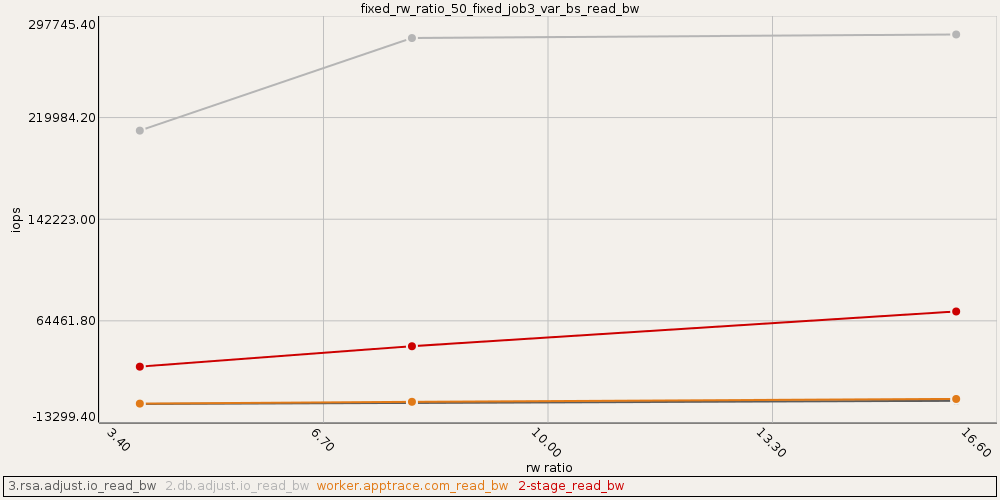 fixed_rw_ratio_50_fixed_job3_var_bs_read_bw
297745.40
219984.20
142223.00
64461.80
-13299.40
iops
3.40
6.70
10.00
13.30
16.60
rw ratio
3.rsa.adjust.io_read_bw 2.db.adjust.io_read_bw worker.apptrace.com_read_bw 2-stage_read_bw